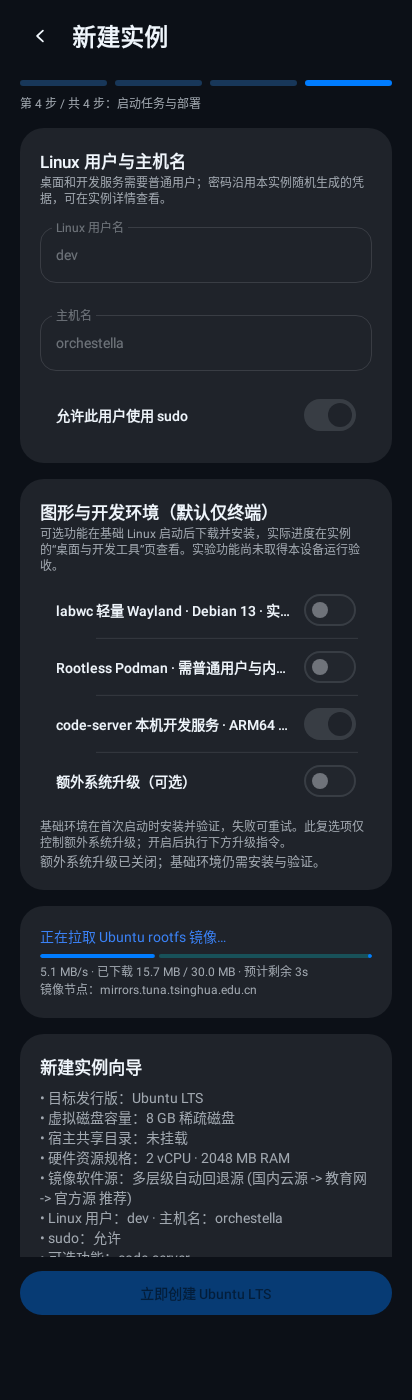 新建实例
第 4 步 / 共 4 步：启动任务与部署
Linux 用户与主机名
桌面和开发服务需要普通用户；密码沿用本实例随机生成的凭
据，可在实例详情查看。
Linux 用户名
dev
主机名
orchestella
允许此用户使用 sudo
图形与开发环境（默认仅终端）
可选功能在基础 Linux 启动后下载并安装，实际进度在实例
的“桌面与开发工具”页查看。实验功能尚未取得本设备运行验
收。
labwc 轻量 Wayland · Debian 13 · 实…
Rootless Podman · 需普通用户与内…
code-server 本机开发服务 · ARM64 …
额外系统升级（可选）
基础环境在首次启动时安装并验证，失败可重试。此复选项仅
控制额外系统升级；开启后执行下方升级指令。
额外系统升级已关闭；基础环境仍需安装与验证。
正在拉取 Ubuntu rootfs 镜像…
5.1 MB/s · 已下载 15.7 MB / 30.0 MB · 预计剩余 3s
镜像节点：mirrors.tuna.tsinghua.edu.cn
新建实例向导
• 目标发行版：Ubuntu LTS
• 虚拟磁盘容量：8 GB 稀疏磁盘
• 宿主共享目录：未挂载
• 硬件资源规格：2 vCPU · 2048 MB RAM
• 镜像软件源：多层级自动回退源 (国内云源 -> 教育网
-> 官方源 推荐)
• Linux 用户：dev · 主机名：orchestella
• sudo：允许
• 可选功能：code-server
立即创建 Ubuntu LTS